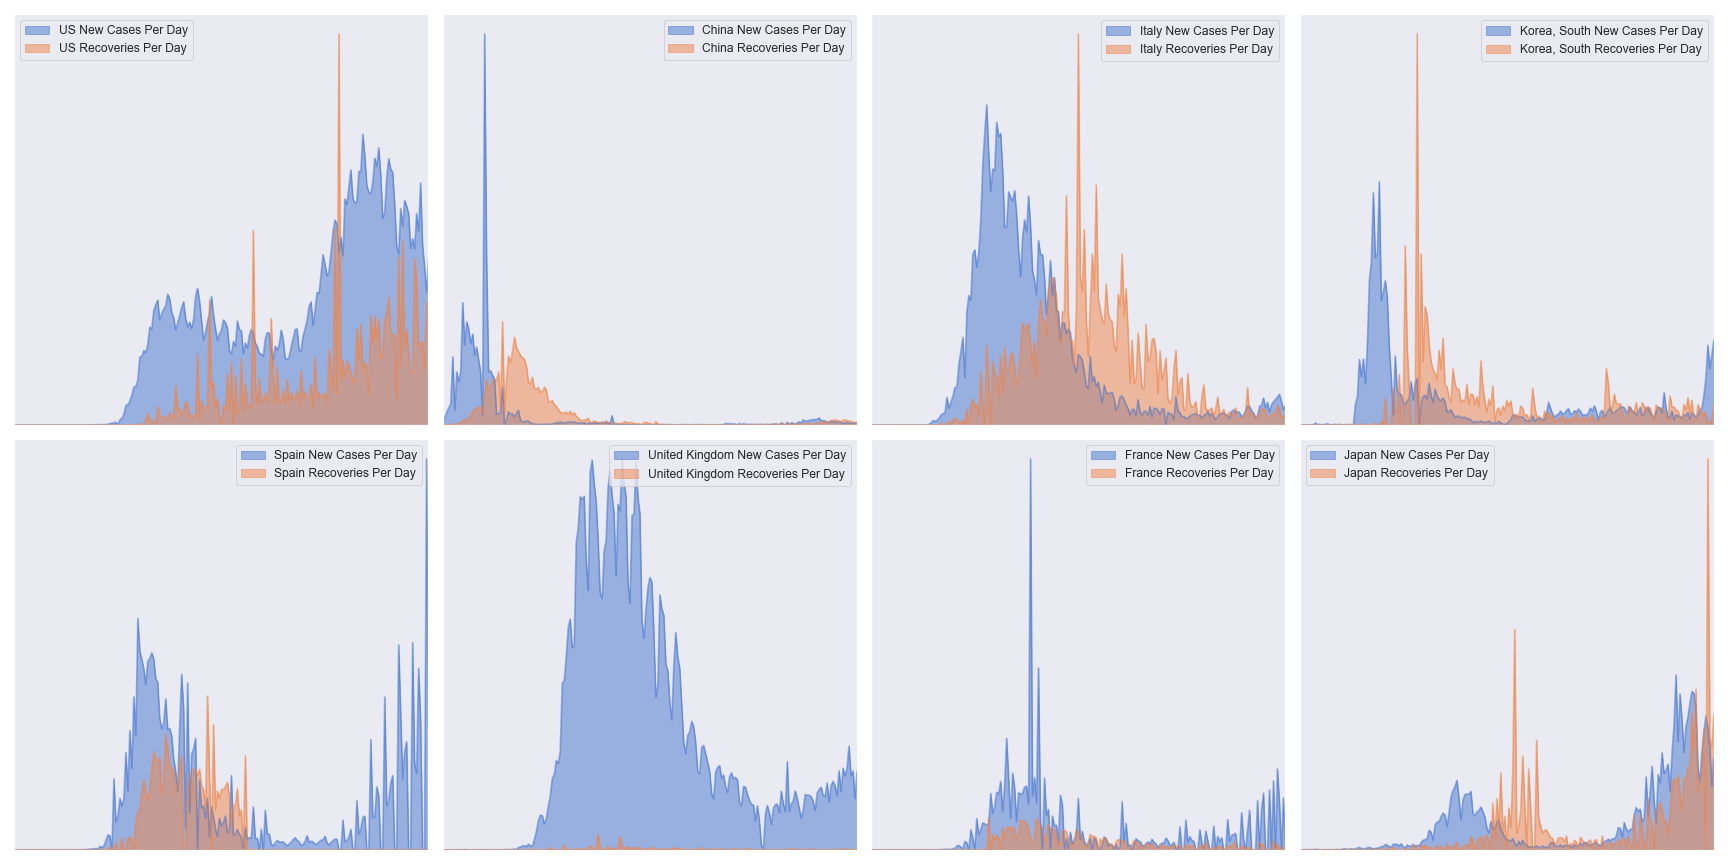 US New Cases Per Day
US Recoveries Per Day
China New Cases Per Day
China Recoveries Per Day
Italy New Cases Per Day
Italy Recoveries Per Day
Korea, South New Cases Per Day
Korea, South Recoveries Per Day
Spain New Cases Per Day
Spain Recoveries Per Day
United Kingdom New Cases Per Day
United Kingdom Recoveries Per Day
France New Cases Per Day
France Recoveries Per Day
Japan New Cases Per Day
Japan Recoveries Per Day